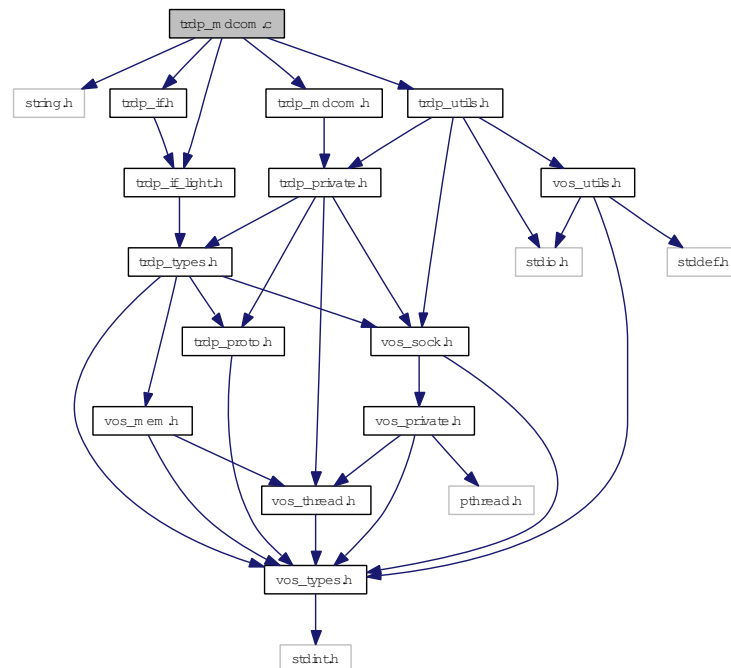 trdp_mdcom.c
string.h
trdp_if.h
trdp_mdcom.h
trdp_utils.h
trdp_if_light.h
trdp_private.h
vos_utils.h
trdp_types.h
stdio.h
stddef.h
trdp_proto.h
vos_sock.h
vos_mem.h
vos_private.h
vos_thread.h
pthread.h
vos_types.h
stdint.h